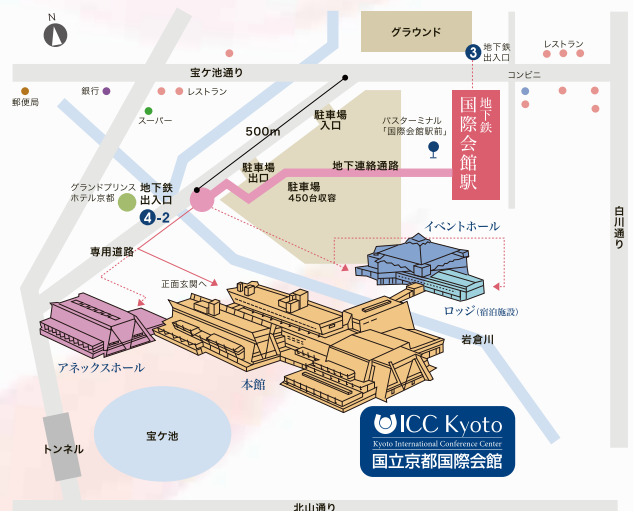 N
グラウンド
3
地下鉄
出入口
レストラン
宝ケ池通り
コンビニ
郵便局
銀行
レストラン
スーパー
500m
駐車場
入口
バスターミナル
「国際会館駅前」
地下鉄
国際会館駅
駐車場
出口
地下連絡通路
グランドプリンス
ホテル京都
地下鉄
出入口
4-2
駐車場
450台収容
白川通り
イベントホール
専用道路
正面玄関へ
ロッジ(宿泊施設)
岩倉川
アネックスホール
本館
ICC Kyoto
Kyoto International Conference Center
国立京都国際会館
宝ケ池
トンネル
北山通り